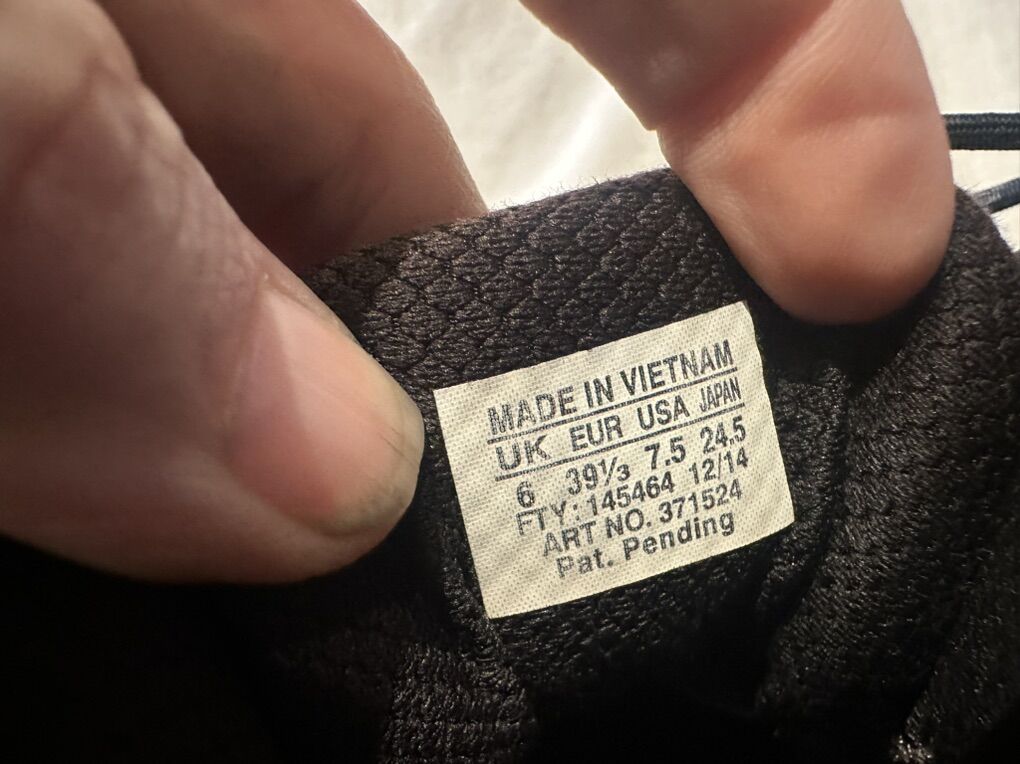 MADE IN VIETNAM
UK EUR USA JAPAN
6 39⅓ 7.5 24.5
FTY: 145464 12/14
ART NO. 371524
Pat. Pending